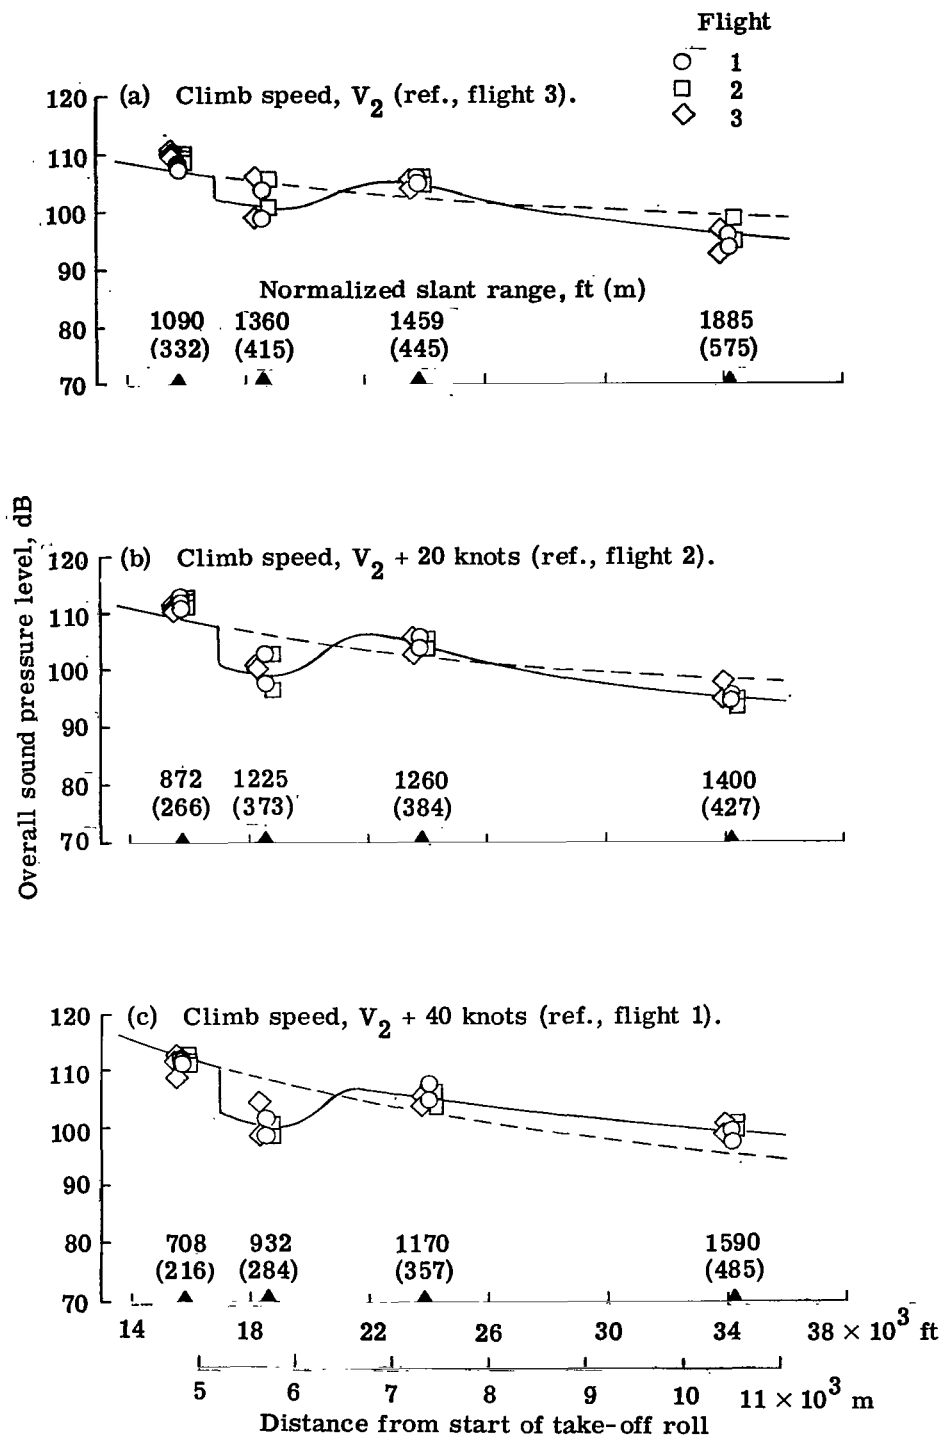 Flight
1
2
3
(a) Climb speed, V2 (ref., flight 3).
120
110
100
90
80
70
Normalized slant range, ft (m)
1090 1360 1459 1885
(332) (415) (445) (575)
Overall sound pressure level, dB
(b) Climb speed, V2 + 20 knots (ref., flight 2).
120
110
100
90
80
70
872 1225 1260 1400
(266) (373) (384) (427)
(c) Climb speed, V2 + 40 knots (ref., flight 1).
120
110
100
90
80
70
708 932 1170 1590
(216) (284) (357) (485)
14 18 22 26 30 34 38 × 10³ ft
5 6 7 8 9 10 11 × 10³ m
Distance from start of take-off roll